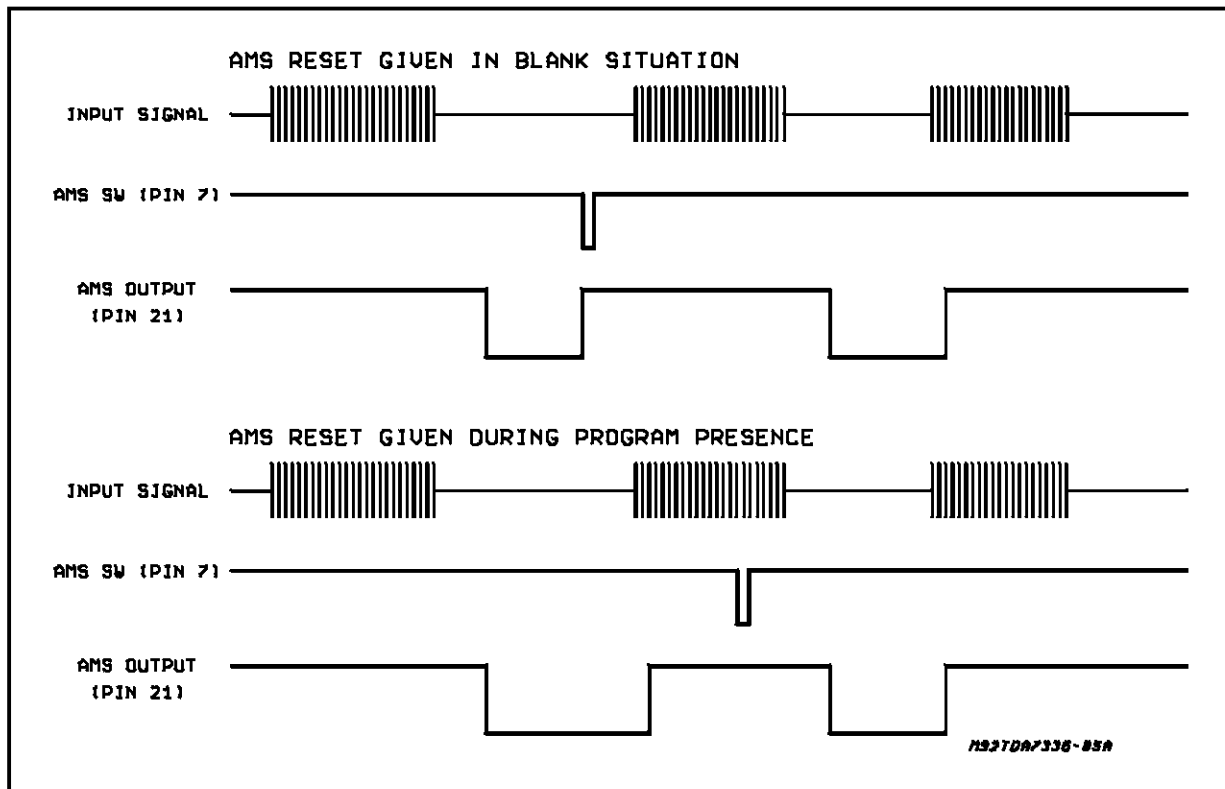 AMS RESET GIVEN IN BLANK SITUATION
INPUT SIGNAL
AMS SW (PIN 7)
AMS OUTPUT
(PIN 21)
AMS RESET GIVEN DURING PROGRAM PRESENCE
INPUT SIGNAL
AMS SW (PIN 7)
AMS OUTPUT
(PIN 21)
M92TDA7336-05A